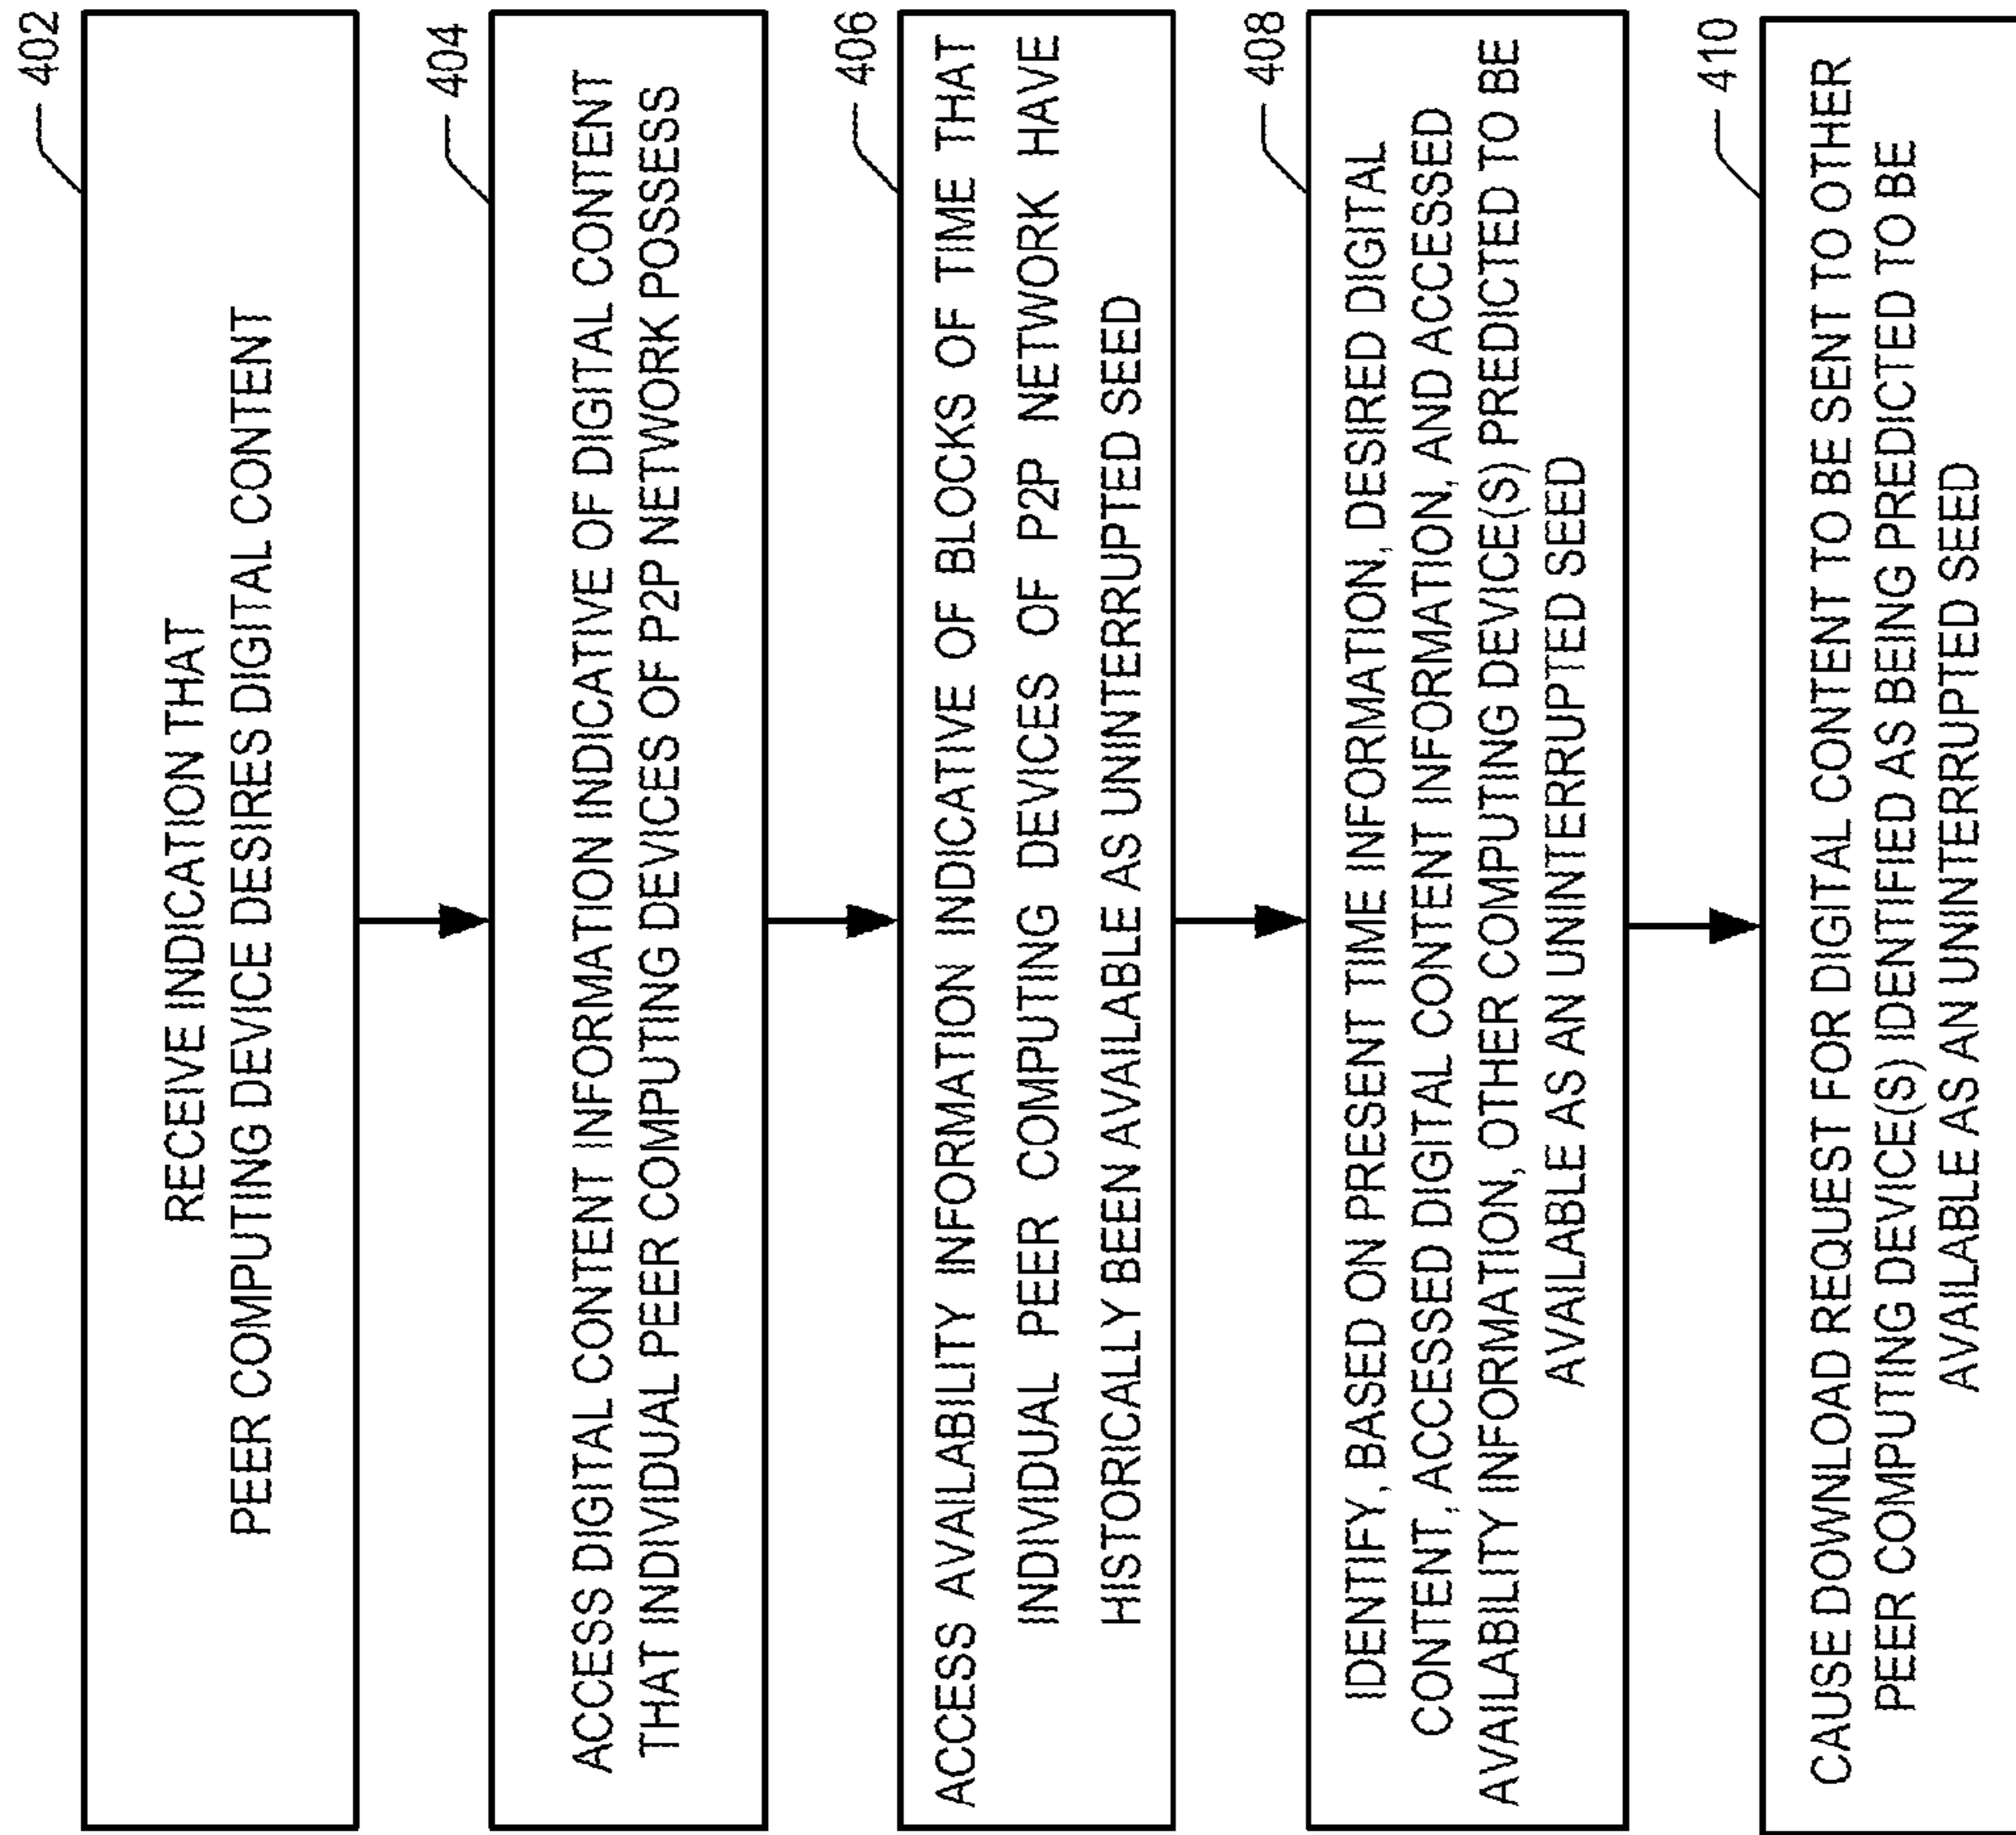 402
RECEIVE INDICATION THAT
PEER COMPUTING DEVICE DESIRES DIGITAL CONTENT
404
ACCESS DIGITAL CONTENT INFORMATION INDICATIVE OF DIGITAL CONTENT
THAT INDIVIDUAL PEER COMPUTING DEVICES OF P2P NETWORK POSSESS
406
ACCESS AVAILABILITY INFORMATION INDICATIVE OF BLOCKS OF TIME THAT
INDIVIDUAL PEER COMPUTING DEVICES OF P2P NETWORK HAVE
HISTORICALLY BEEN AVAILABLE AS UNINTERRUPTED SEED
408
IDENTIFY, BASED ON PRESENT TIME INFORMATION, DESIRED DIGITAL
CONTENT, ACCESSED DIGITAL CONTENT INFORMATION, AND ACCESSED
AVAILABILITY INFORMATION, OTHER COMPUTING DEVICE(S) PREDICTED TO BE
AVAILABLE AS AN UNINTERRUPTED SEED
410
CAUSE DOWNLOAD REQUEST FOR DIGITAL CONTENT TO BE SENT TO OTHER
PEER COMPUTING DEVICE(S) IDENTIFIED AS BEING PREDICTED TO BE
AVAILABLE AS AN UNINTERRUPTED SEED